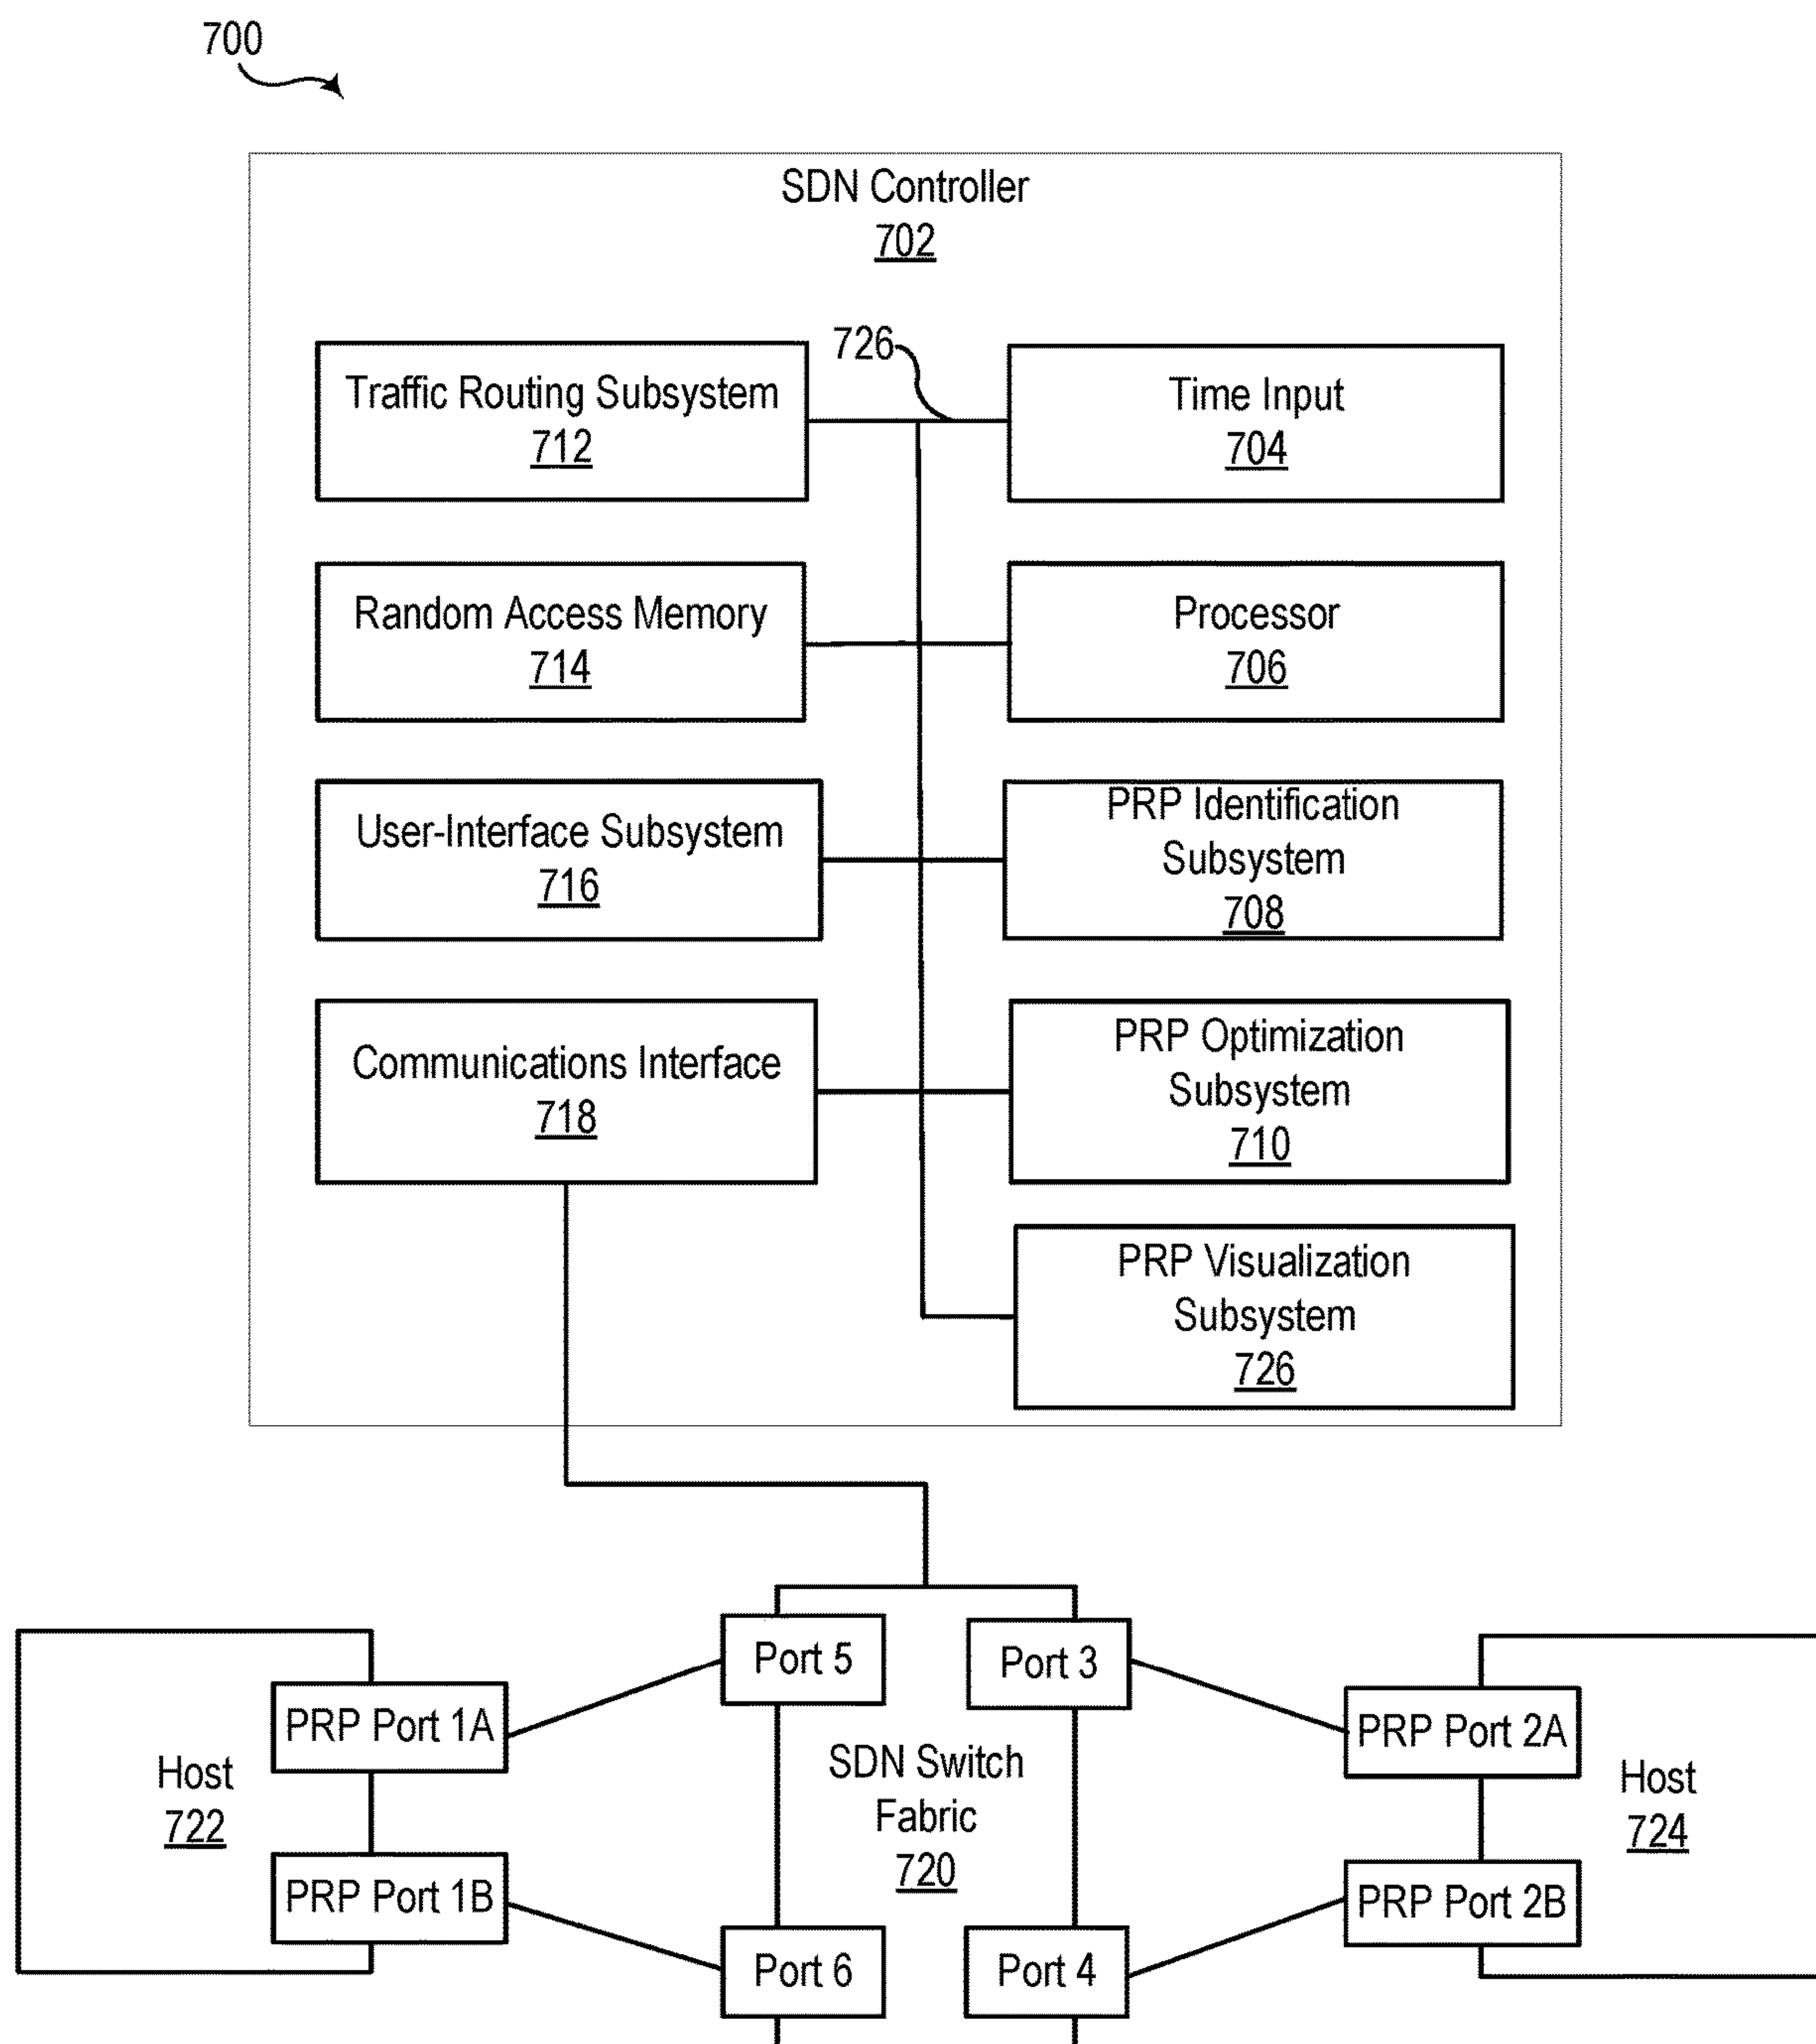 700
SDN Controller
702
726
Traffic Routing Subsystem
712
Time Input
704
Random Access Memory
714
Processor
706
User-Interface Subsystem
716
PRP Identification
Subsystem
708
Communications Interface
718
PRP Optimization
Subsystem
710
PRP Visualization
Subsystem
726
Port 5
Port 3
PRP Port 1A
PRP Port 2A
Host
722
SDN Switch
Fabric
720
Host
724
PRP Port 1B
PRP Port 2B
Port 6
Port 4